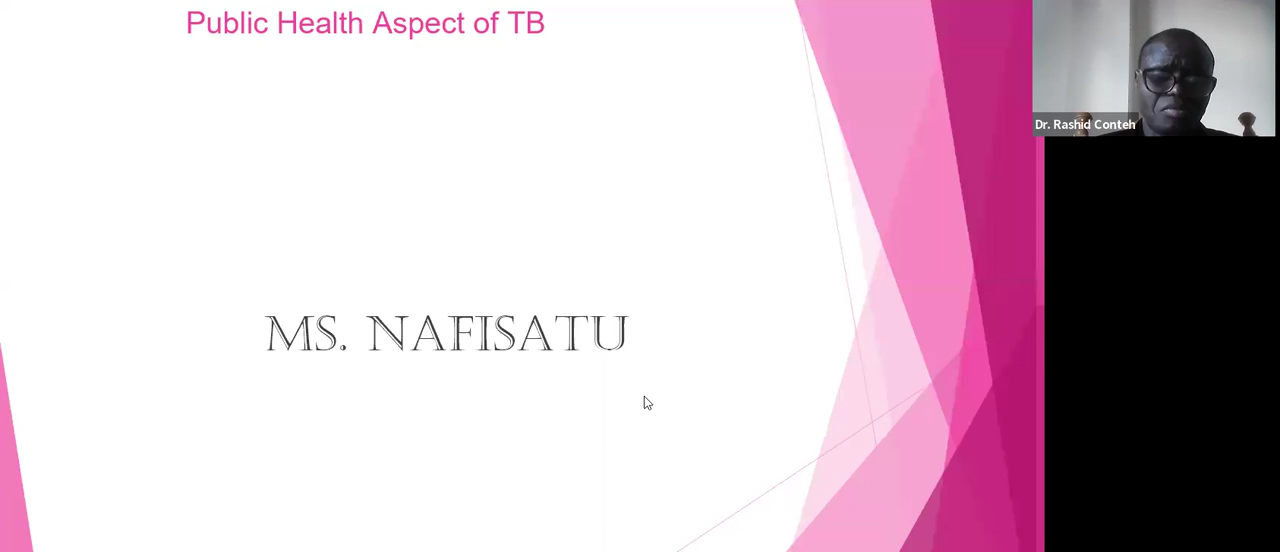 Public Health Aspect of TB
Dr. Rashid Conteh
MS. NAFISATU